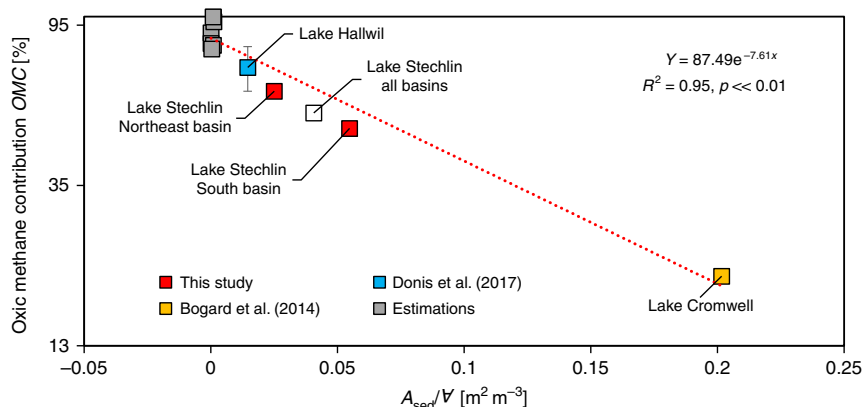 Oxic methane contribution OMC [%]
95
35
13
Lake Hallwil
Lake Stechlin
all basins
Lake Stechlin
Northeast basin
Lake Stechlin
South basin
Y = 87.49e^−7.61x
R² = 0.95, p << 0.01
This study
Donis et al. (2017)
Bogard et al. (2014)
Estimations
Lake Cromwell
−0.05
0
0.05
0.1
0.15
0.2
0.25
A_sed/∀ [m² m⁻³]